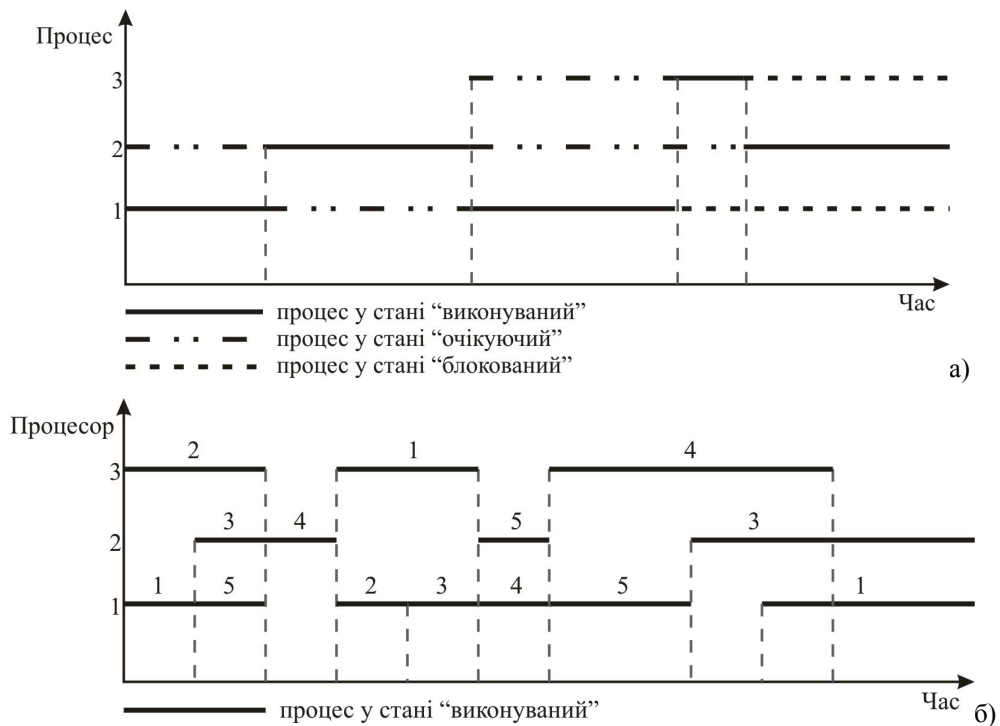 Процес
3
2
1
Час
процес у стані “виконуваний”
процес у стані “очікуючий”
процес у стані “блокований”
а)
Процесор
2 1 4
3
3 4 5 3
2
1 5 2 3 4 5 1
1
Час
процес у стані “виконуваний”
б)